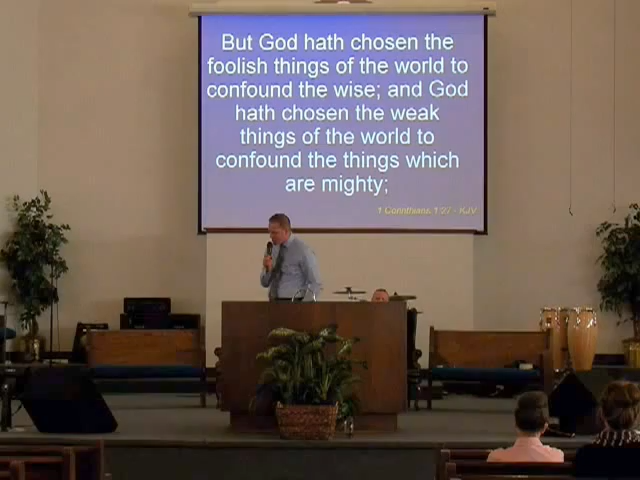 But God hath chosen the
foolish things of the world to
confound the wise; and God
hath chosen the weak
things of the world to
confound the things which
are mighty;
1 Corinthians 1:27 - KJV